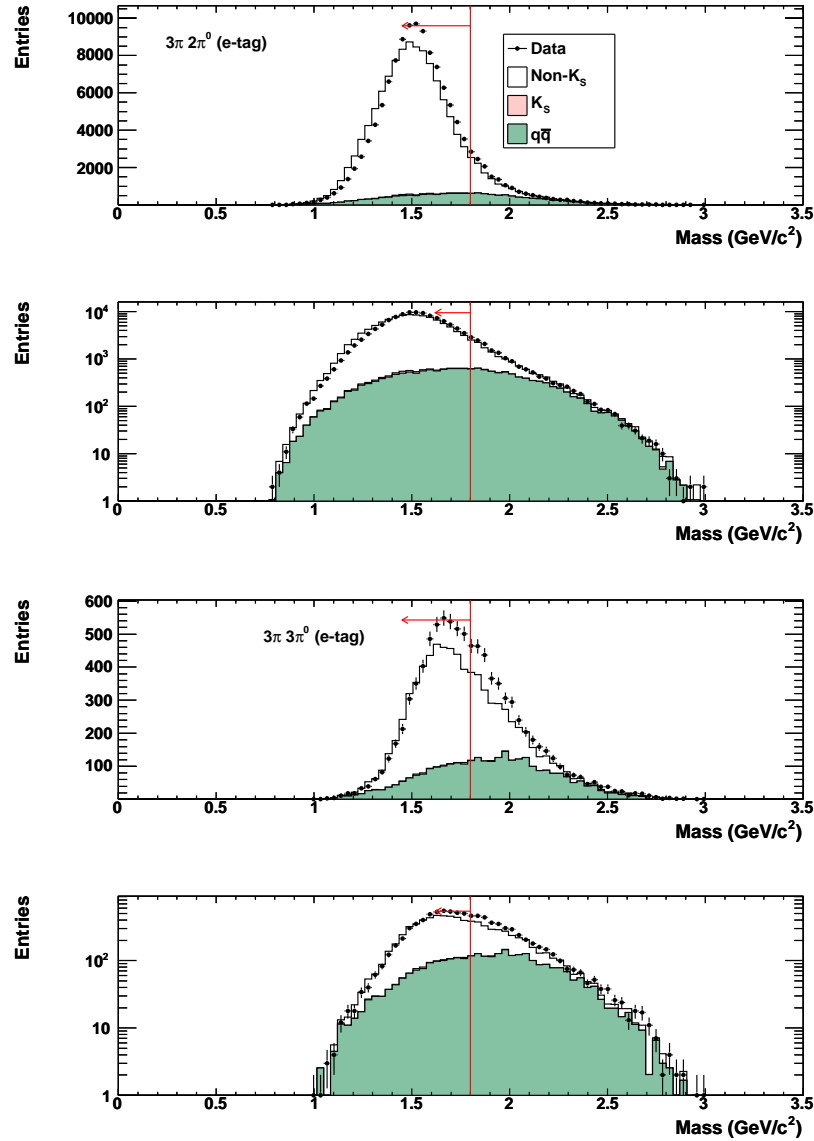 Entries
10000
8000
6000
4000
2000
3π 2π⁰ (e-tag)
Data
Non-K_S
K_S
qq̅
0 0.5 1 1.5 2 2.5 3 3.5
Mass (GeV/c²)
Entries
10⁴
10³
10²
10
1
0 0.5 1 1.5 2 2.5 3 3.5
Mass (GeV/c²)
Entries
600
500
400
300
200
100
3π 3π⁰ (e-tag)
0 0.5 1 1.5 2 2.5 3 3.5
Mass (GeV/c²)
Entries
10²
10
1
0 0.5 1 1.5 2 2.5 3 3.5
Mass (GeV/c²)